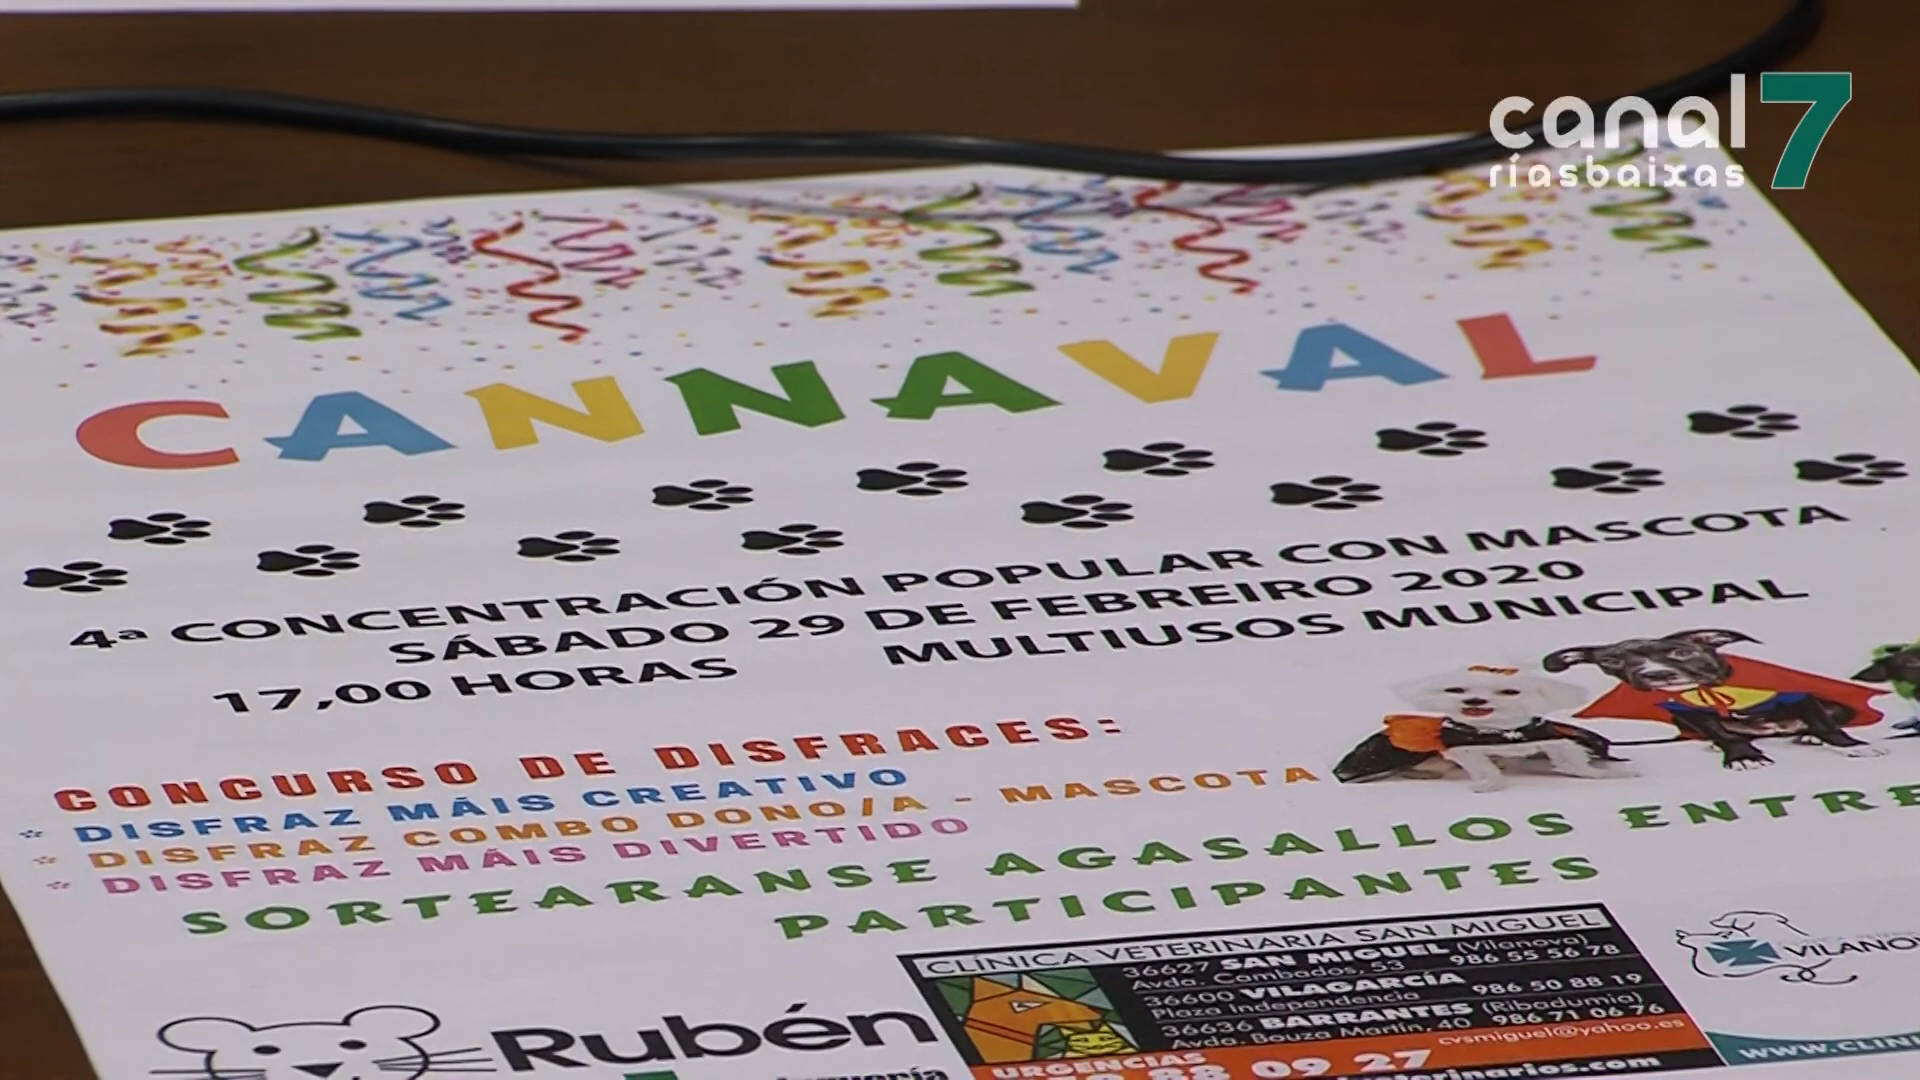 canal 7
ríasbaixas
CANNAVAL
4ª CONCENTRACIÓN POPULAR CON MASCOTA
SÁBADO 29 DE FEBREIRO 2020
17,00 HORAS MULTIUSOS MUNICIPAL
CONCURSO DE DISFRACES:
* DISFRAZ MÁIS CREATIVO
* DISFRAZ COMBO DONO/A - MASCOTA
* DISFRAZ MÁIS DIVERTIDO
SORTEARANSE AGASALLOS ENTRE
PARTICIPANTES
Rubén
CLÍNICA VETERINARIA SAN MIGUEL
36627 SAN MIGUEL (Vilanova)
Avda. Cambados, 53 986 55 56 78
36600 VILAGARCÍA
Plaza Independencia 986 50 88 19
36636 BARRANTES (Ribadumia)
Avda. Bouza Martín, 40 986 71 06 76
cvsmiguel@yahoo.es
URGENCIAS
88 09 27